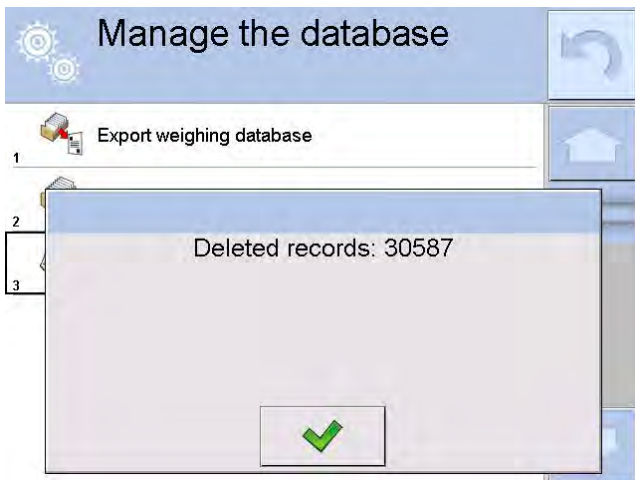 Manage the database
Export weighing database
1
2
Deleted records: 30587
3